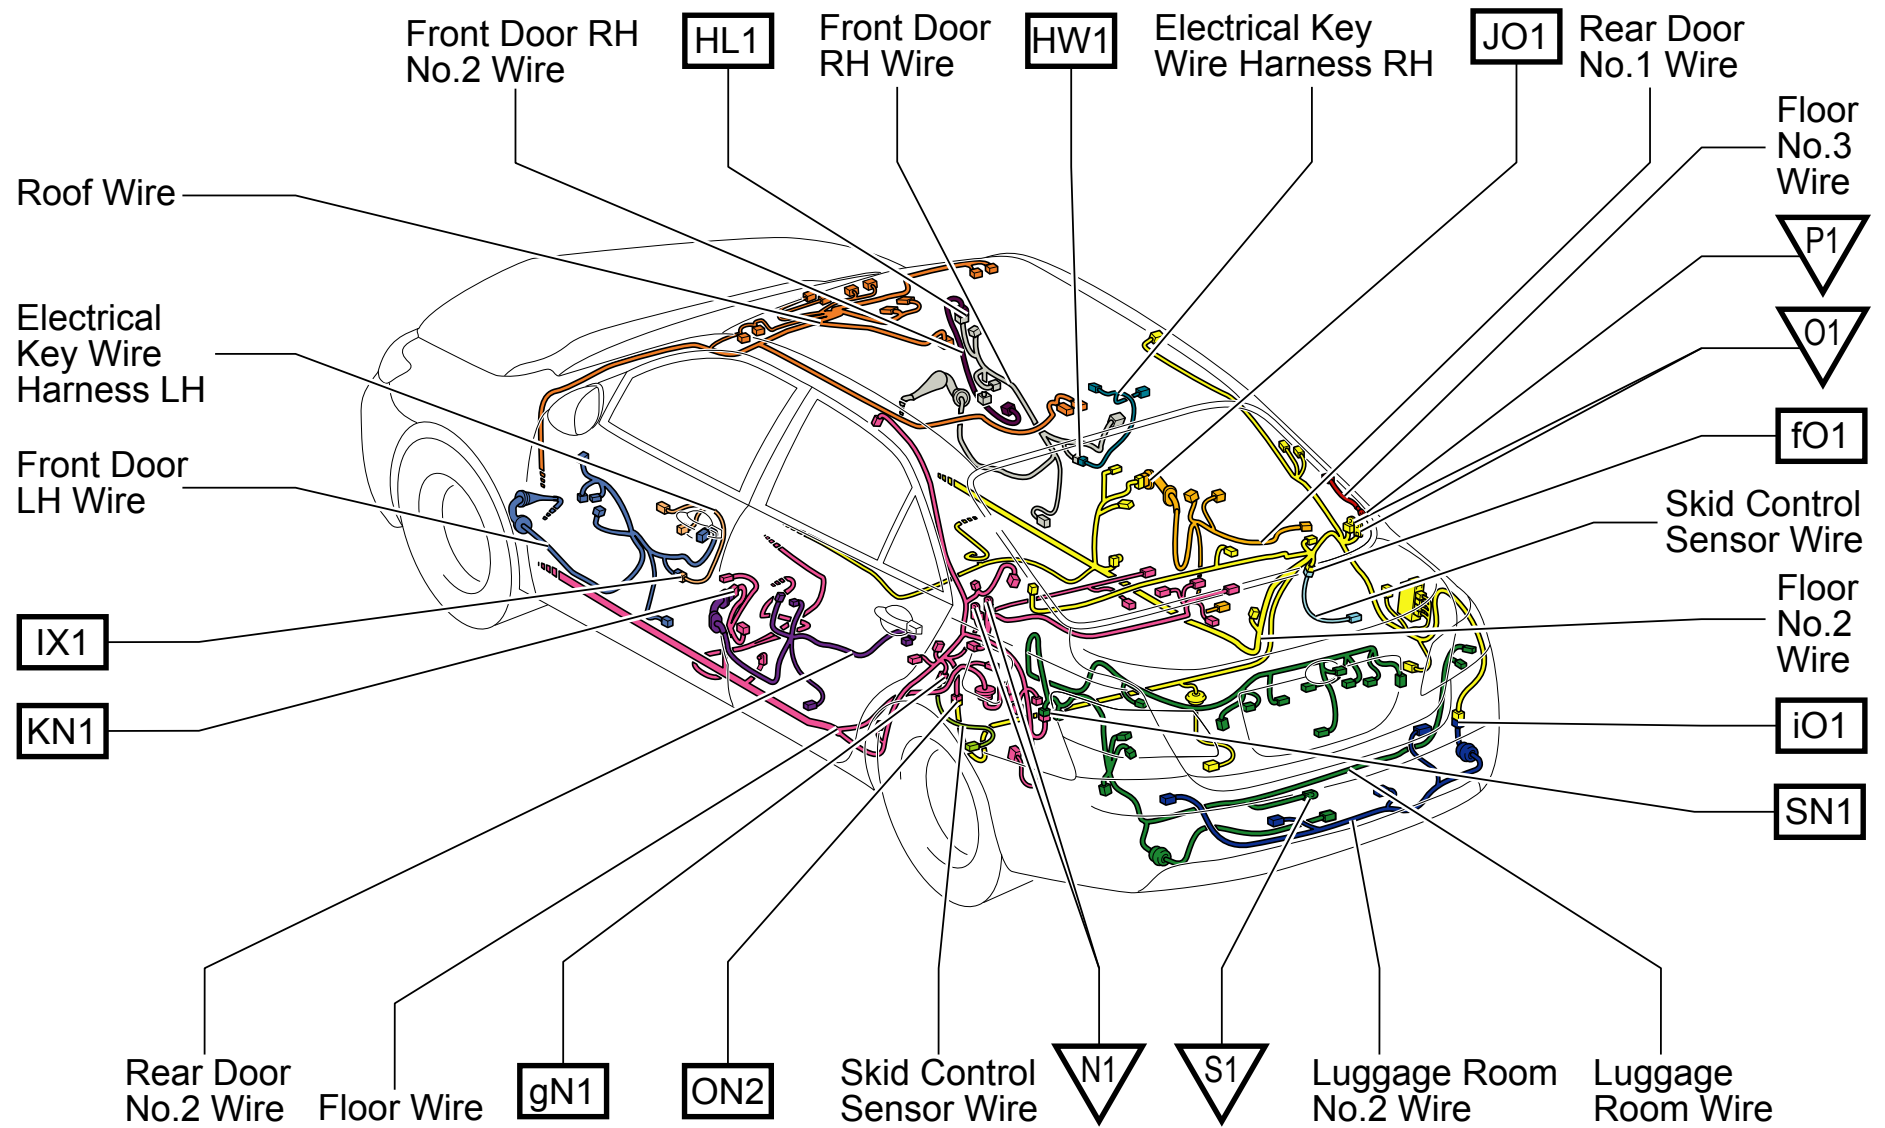 Front Door RH
No.2 Wire
HL1
Front Door
RH Wire
HW1
Electrical Key
Wire Harness RH
JO1
Rear Door
No.1 Wire
Floor
No.3
Wire
Roof Wire
P1
Electrical
Key Wire
Harness LH
O1
fO1
Front Door
LH Wire
Skid Control
Sensor Wire
Floor
No.2
Wire
IX1
KN1
iO1
SN1
Rear Door
No.2 Wire
Floor Wire
gN1
ON2
Skid Control
Sensor Wire
N1
S1
Luggage Room
No.2 Wire
Luggage
Room Wire